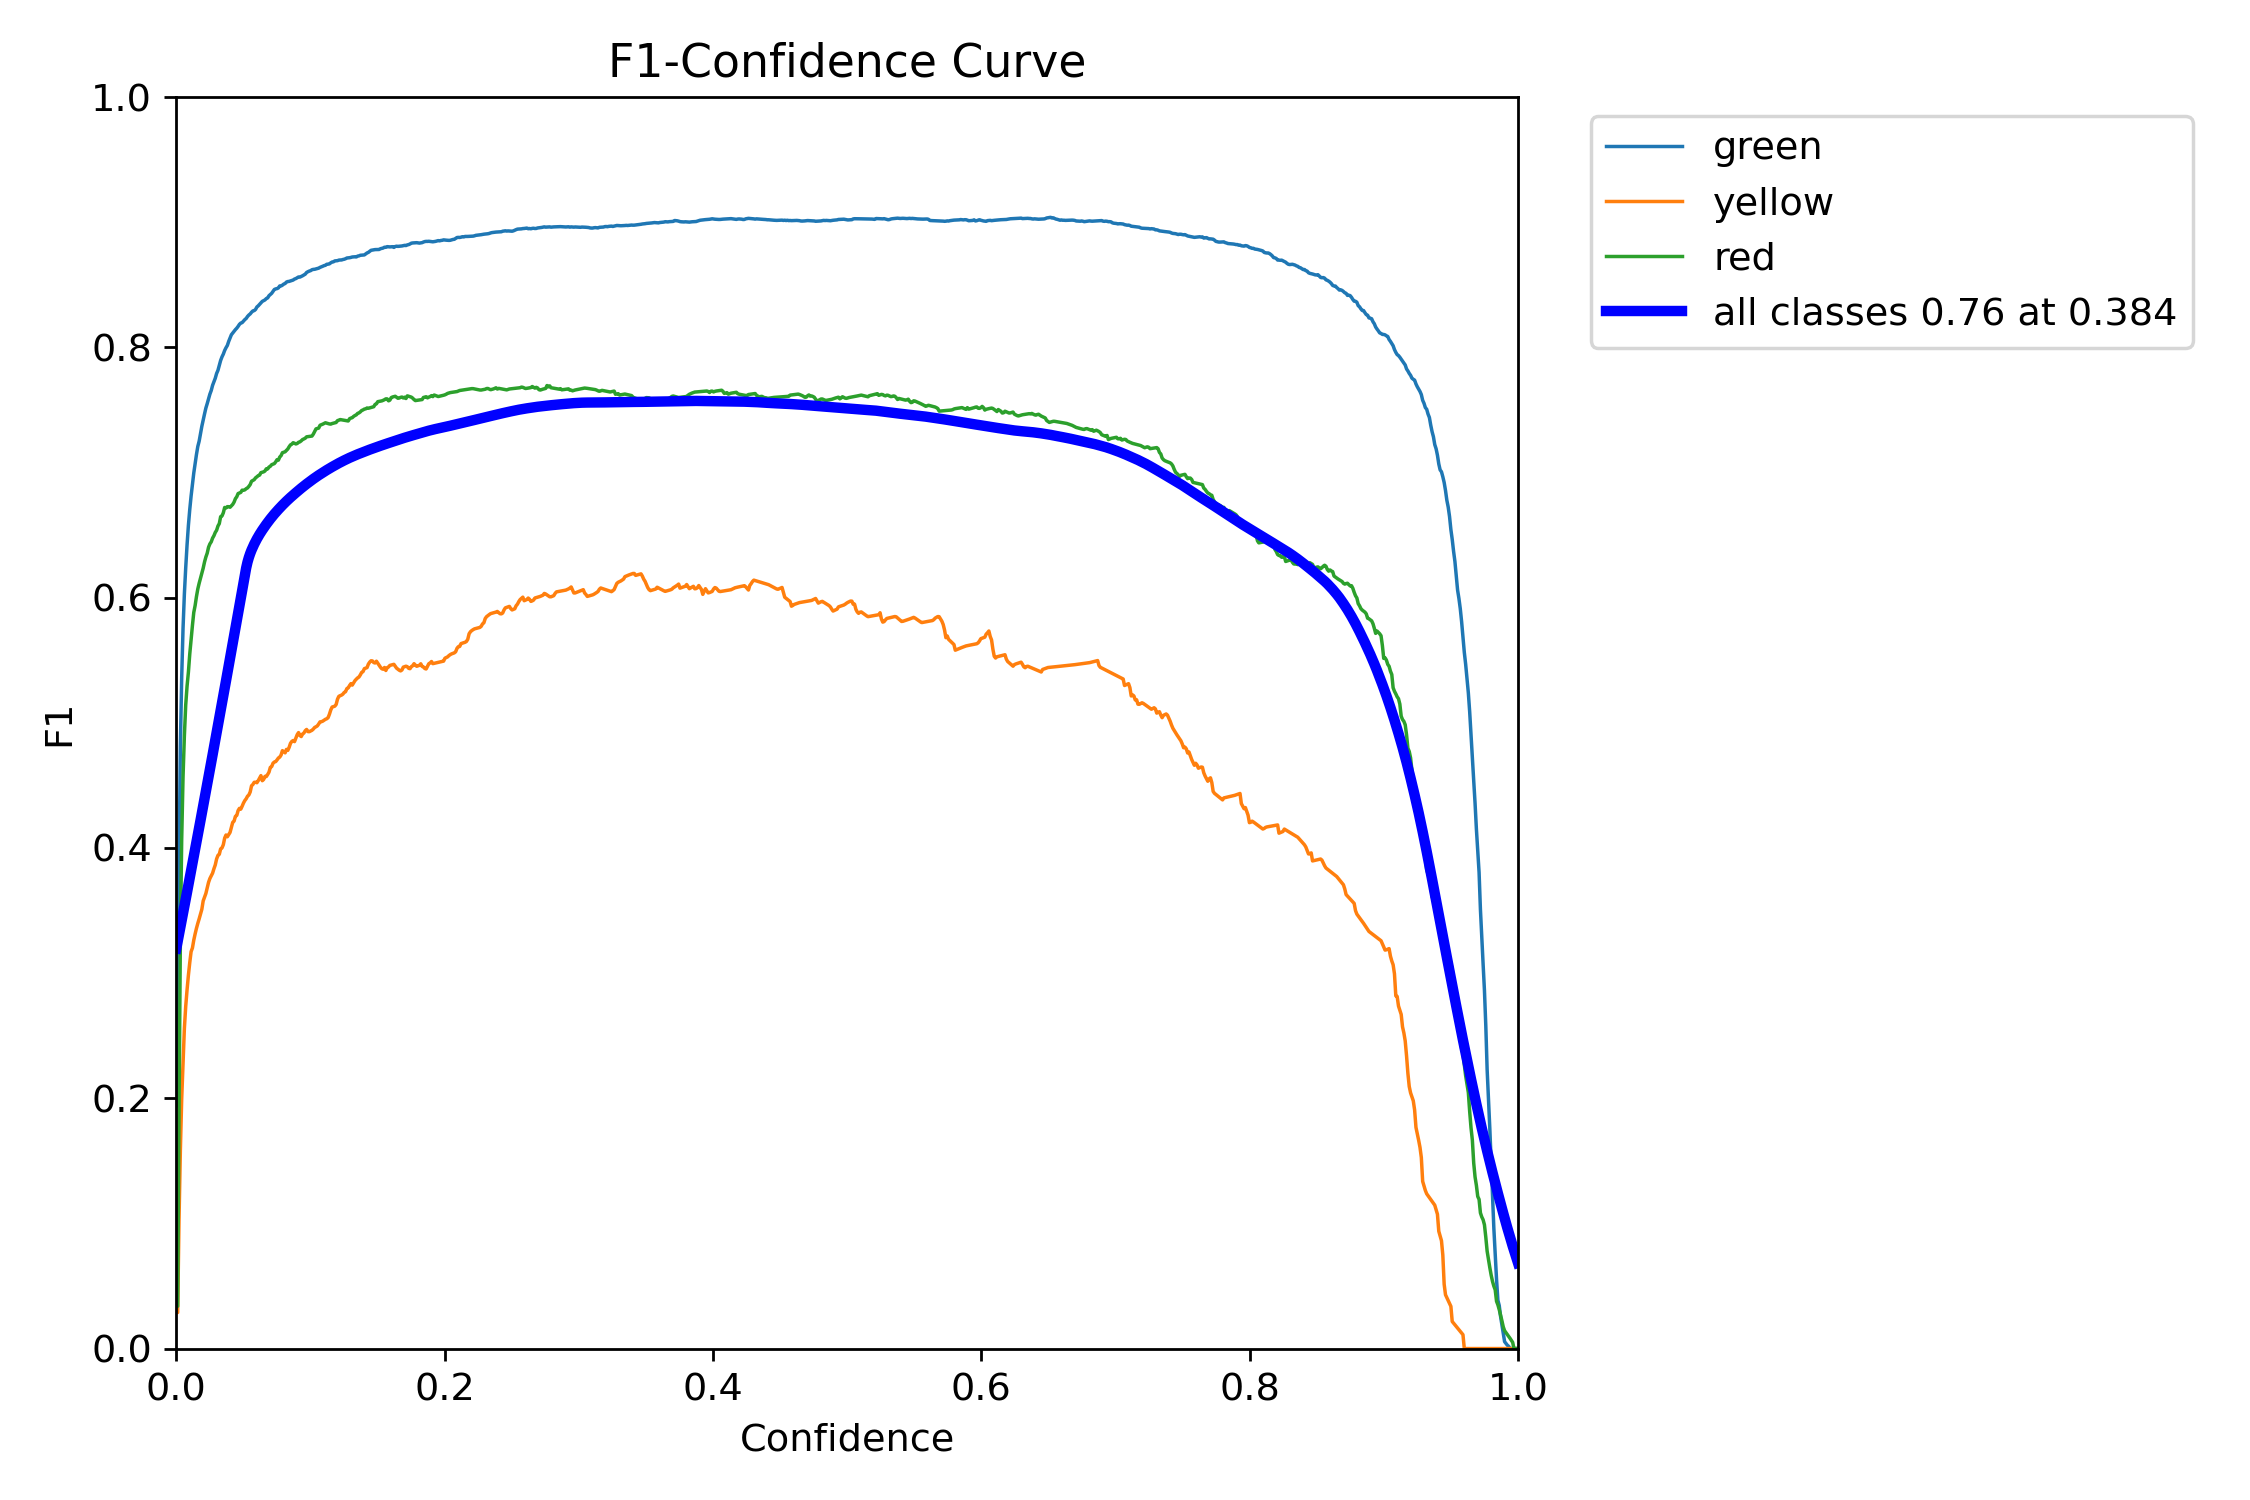 F1-Confidence Curve
1.0
0.8
0.6
0.4
0.2
0.0
F1
0.0 0.2 0.4 0.6 0.8 1.0
Confidence
green
yellow
red
all classes 0.76 at 0.384